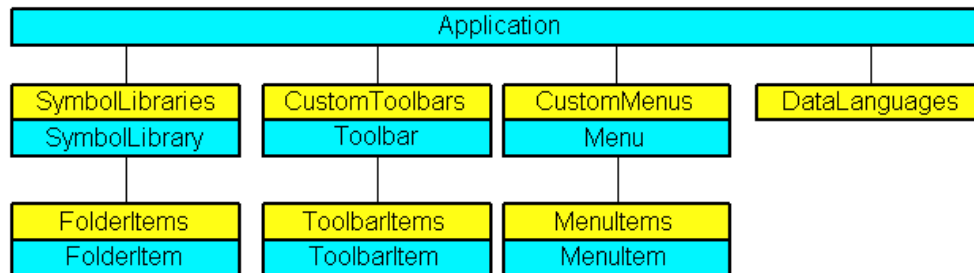 Application
SymbolLibraries
SymbolLibrary
CustomToolbars
Toolbar
CustomMenus
Menu
DataLanguages
FolderItems
FolderItem
ToolbarItems
ToolbarItem
MenuItems
MenuItem